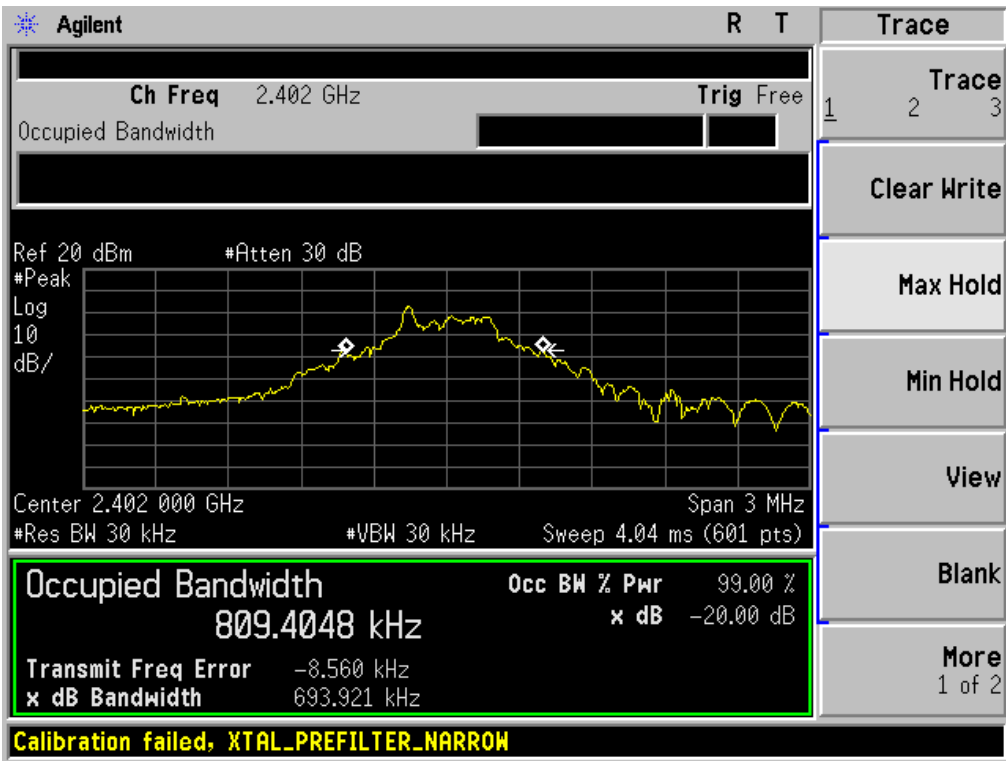 Agilent R T Trace
Ch Freq 2.402 GHz Trig Free
Occupied Bandwidth
Trace
1 2 3
Clear Write
Max Hold
Min Hold
View
Blank
More
1 of 2
Ref 20 dBm #Atten 30 dB
#Peak
Log
10
dB/
Center 2.402 000 GHz Span 3 MHz
#Res BW 30 kHz #VBW 30 kHz Sweep 4.04 ms (601 pts)
Occupied Bandwidth Occ BW % Pwr 99.00 %
809.4048 kHz x dB -20.00 dB
Transmit Freq Error -8.560 kHz
x dB Bandwidth 693.921 kHz
Calibration failed, XTAL_PREFILTER_NARROW